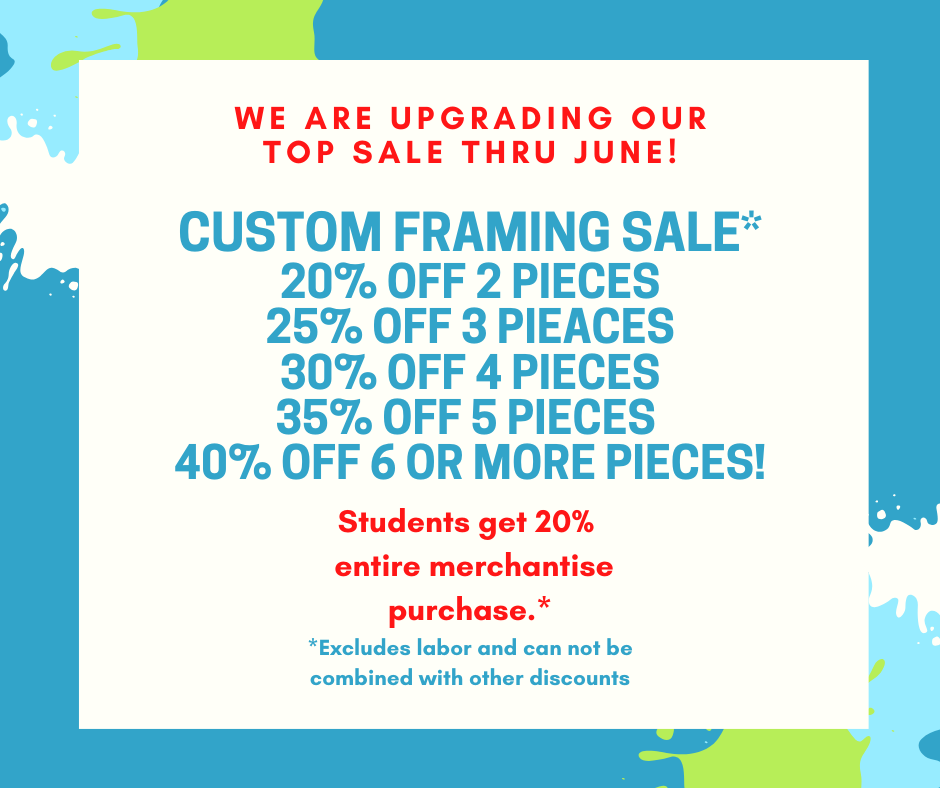 WE ARE UPGRADING OUR
TOP SALE THRU JUNE!
CUSTOM FRAMING SALE*
20% OFF 2 PIECES
25% OFF 3 PIEACES
30% OFF 4 PIECES
35% OFF 5 PIECES
40% OFF 6 OR MORE PIECES!
Students get 20%
entire merchantise
purchase.*
*Excludes labor and can not be
combined with other discounts